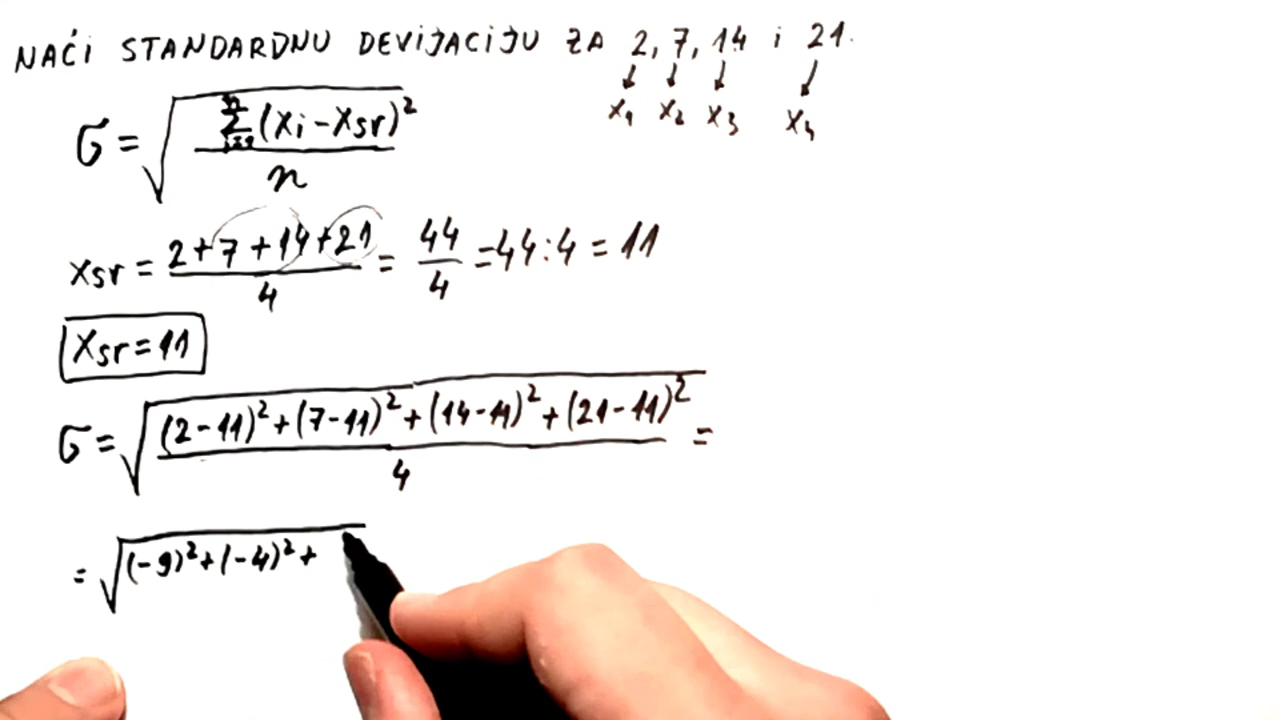 NAĆI STANDARDNU DEVIJACIJU ZA 2, 7, 14 i 21.
↓ ↓ ↓ ↓
x₁ x₂ x₃ x₄
σ = √(∑ᵢ₌₁ⁿ (xi - xsr)² / n)
xsr = (2 + 7 + 14 + 21) / 4 = 44 / 4 = 44 : 4 = 11
xsr = 11
σ = √(((2 - 11)² + (7 - 11)² + (14 - 11)² + (21 - 11)²) / 4) =
= √((-9)² + (-4)² +